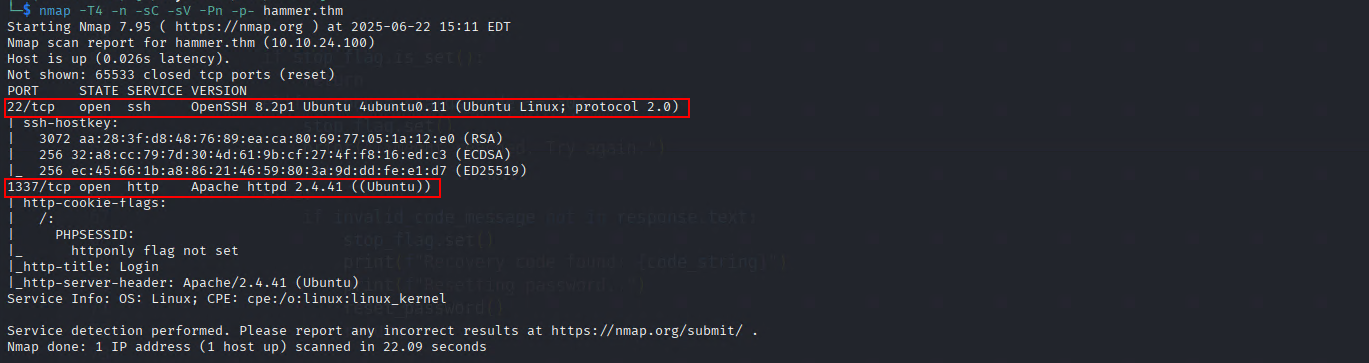 └─$ nmap -T4 -n -sC -sV -Pn -p- hammer.thm
Starting Nmap 7.95 ( https://nmap.org ) at 2025-06-22 15:11 EDT
Nmap scan report for hammer.thm (10.10.24.100)
Host is up (0.026s latency).
Not shown: 65533 closed tcp ports (reset)
PORT     STATE SERVICE VERSION
22/tcp   open  ssh     OpenSSH 8.2p1 Ubuntu 4ubuntu0.11 (Ubuntu Linux; protocol 2.0)
| ssh-hostkey:
|   3072 aa:28:3f:d8:48:76:89:ea:ca:80:69:77:05:1a:12:e0 (RSA)
|   256 32:a8:cc:79:7d:30:4d:61:9b:cf:27:4f:f8:16:ed:c3 (ECDSA)
|_  256 ec:45:66:1b:a8:86:21:46:59:80:3a:9d:dd:fe:e1:d7 (ED25519)
1337/tcp open  http    Apache httpd 2.4.41 ((Ubuntu))
| http-cookie-flags:
|   /:
|     PHPSESSID:
|_      httponly flag not set
|_http-title: Login
|_http-server-header: Apache/2.4.41 (Ubuntu)
Service Info: OS: Linux; CPE: cpe:/o:linux:linux_kernel
Service detection performed. Please report any incorrect results at https://nmap.org/submit/ .
Nmap done: 1 IP address (1 host up) scanned in 22.09 seconds